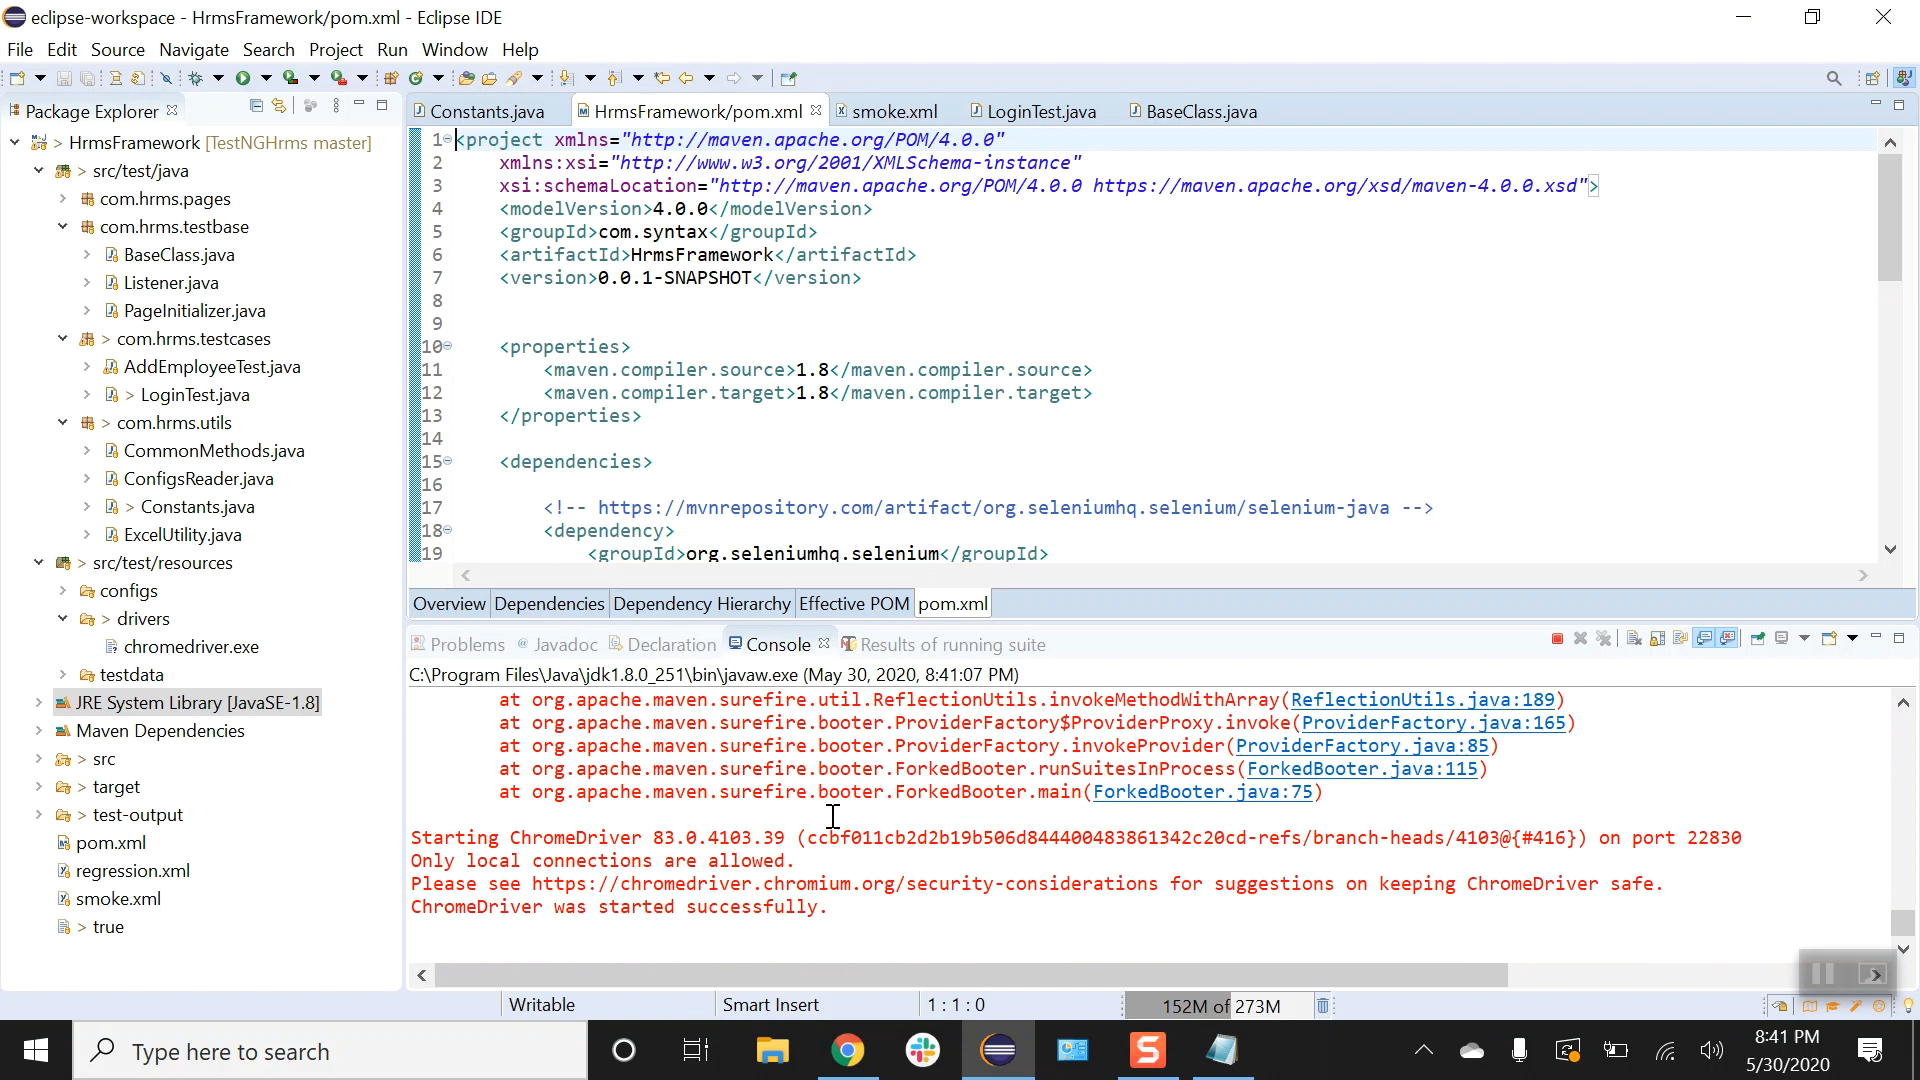 eclipse-workspace - HrmsFramework/pom.xml - Eclipse IDE
File Edit Source Navigate Search Project Run Window Help
Package Explorer
HrmsFramework [TestNGHrms master]
src/test/java
com.hrms.pages
com.hrms.testbase
BaseClass.java
Listener.java
PageInitializer.java
com.hrms.testcases
AddEmployeeTest.java
LoginTest.java
com.hrms.utils
CommonMethods.java
ConfigsReader.java
Constants.java
ExcelUtility.java
src/test/resources
configs
drivers
chromedriver.exe
testdata
JRE System Library [JavaSE-1.8]
Maven Dependencies
src
target
test-output
pom.xml
regression.xml
smoke.xml
true
Constants.java HrmsFramework/pom.xml smoke.xml LoginTest.java BaseClass.java
1 <project xmlns="http://maven.apache.org/POM/4.0.0"
2 xmlns:xsi="http://www.w3.org/2001/XMLSchema-instance"
3 xsi:schemaLocation="http://maven.apache.org/POM/4.0.0 https://maven.apache.org/xsd/maven-4.0.0.xsd">
4 <modelVersion>4.0.0</modelVersion>
5 <groupId>com.syntax</groupId>
6 <artifactId>HrmsFramework</artifactId>
7 <version>0.0.1-SNAPSHOT</version>
8
9
10 <properties>
11 <maven.compiler.source>1.8</maven.compiler.source>
12 <maven.compiler.target>1.8</maven.compiler.target>
13 </properties>
14
15 <dependencies>
16
17 <!-- https://mvnrepository.com/artifact/org.seleniumhq.selenium/selenium-java -->
18 <dependency>
19 <groupId>org.seleniumhq.selenium</groupId>
Overview Dependencies Dependency Hierarchy Effective POM pom.xml
Problems Javadoc Declaration Console Results of running suite
C:\Program Files\Java\jdk1.8.0_251\bin\javaw.exe (May 30, 2020, 8:41:07 PM)
at org.apache.maven.surefire.util.ReflectionUtils.invokeMethodWithArray(ReflectionUtils.java:189)
at org.apache.maven.surefire.booter.ProviderFactory$ProviderProxy.invoke(ProviderFactory.java:165)
at org.apache.maven.surefire.booter.ProviderFactory.invokeProvider(ProviderFactory.java:85)
at org.apache.maven.surefire.booter.ForkedBooter.runSuitesInProcess(ForkedBooter.java:115)
at org.apache.maven.surefire.booter.ForkedBooter.main(ForkedBooter.java:75)
Starting ChromeDriver 83.0.4103.39 (ccbf011cb2d2b19b506d844400483861342c20cd-refs/branch-heads/4103@{#416}) on port 22830
Only local connections are allowed.
Please see https://chromedriver.chromium.org/security-considerations for suggestions on keeping ChromeDriver safe.
ChromeDriver was started successfully.
Writable Smart Insert 1 : 1 : 0 152M of 273M
Type here to search
8:41 PM
5/30/2020